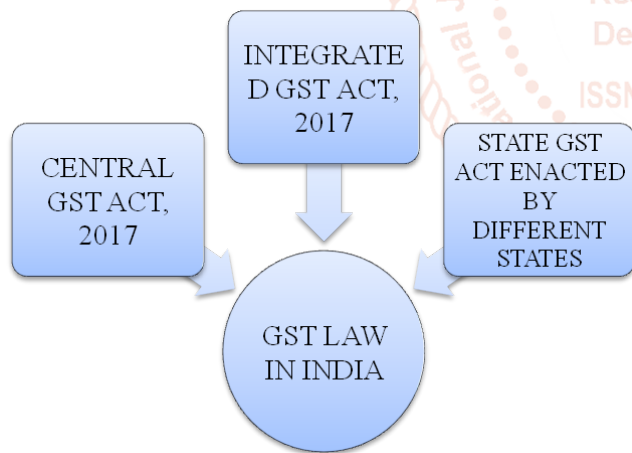 INTEGRATE
D GST ACT,
2017
CENTRAL
GST ACT,
2017
STATE GST
ACT ENACTED
BY
DIFFERENT
STATES
GST LAW
IN INDIA
ISSN